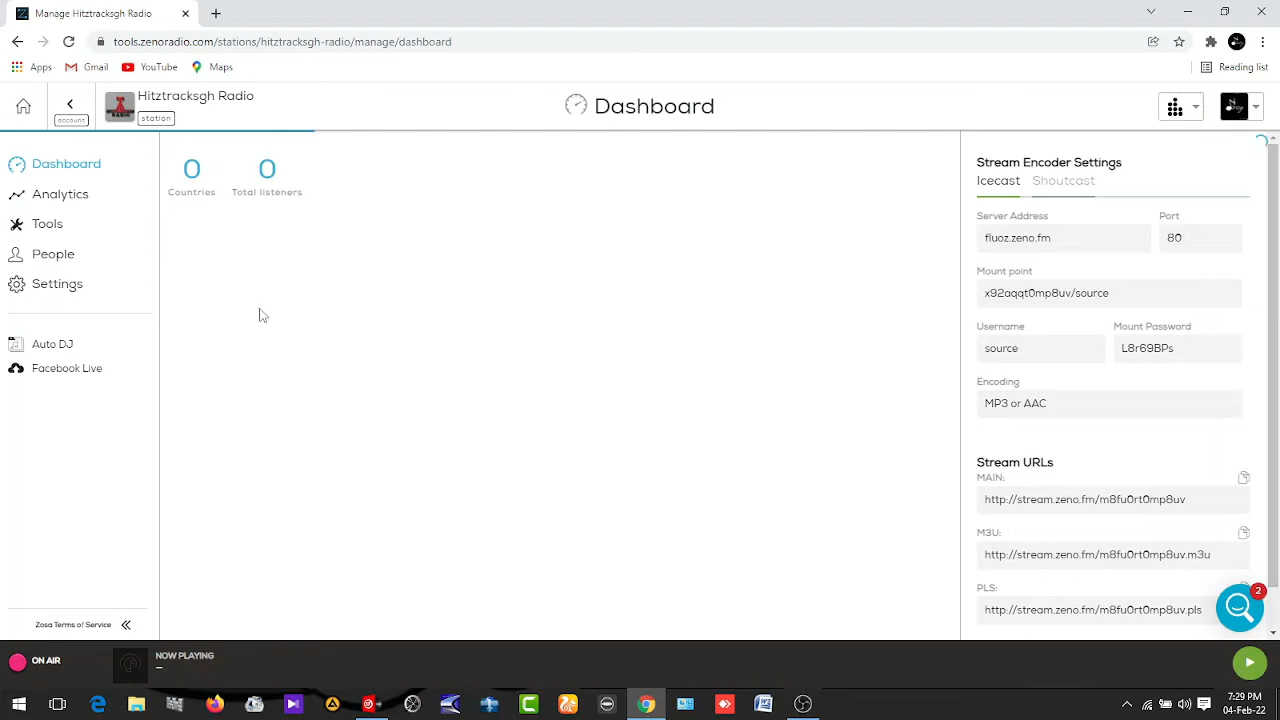 Manage Hitztracksgh Radio
tools.zenoradio.com/stations/hitztracksgh-radio/manage/dashboard
Apps Gmail YouTube Maps Reading list
Hitztracksgh Radio
account station
Dashboard
Dashboard
Analytics
Tools
People
Settings
Auto DJ
Facebook Live
Zosa Terms of Service
0 0
Countries Total listeners
Stream Encoder Settings
Icecast Shoutcast
Server Address Port
fluoz.zeno.fm 80
Mount point
x92aqqt0mp8uv/source
Username Mount Password
source L8r69BPs
Encoding
MP3 or AAC
Stream URLs
MAIN:
http://stream.zeno.fm/m8fu0rt0mp8uv
M3U:
http://stream.zeno.fm/m8fu0rt0mp8uv.m3u
PLS:
http://stream.zeno.fm/m8fu0rt0mp8uv.pls
2
ON AIR
NOW PLAYING
–
7:29 PM
04-Feb-22